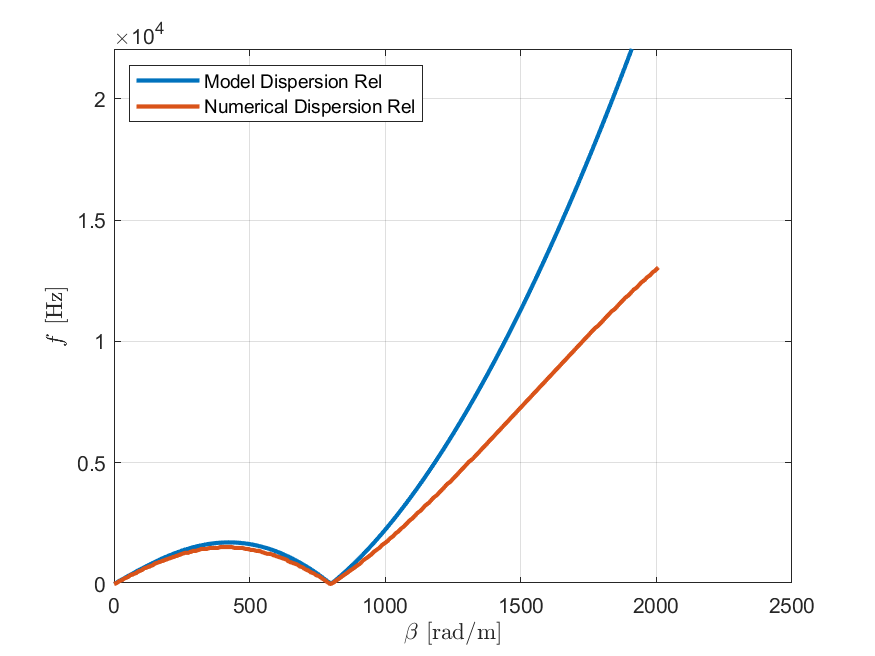 ×10⁴
Model Dispersion Rel
Numerical Dispersion Rel
2
1.5
1
0.5
0
f [Hz]
0 500 1000 1500 2000 2500
β [rad/m]